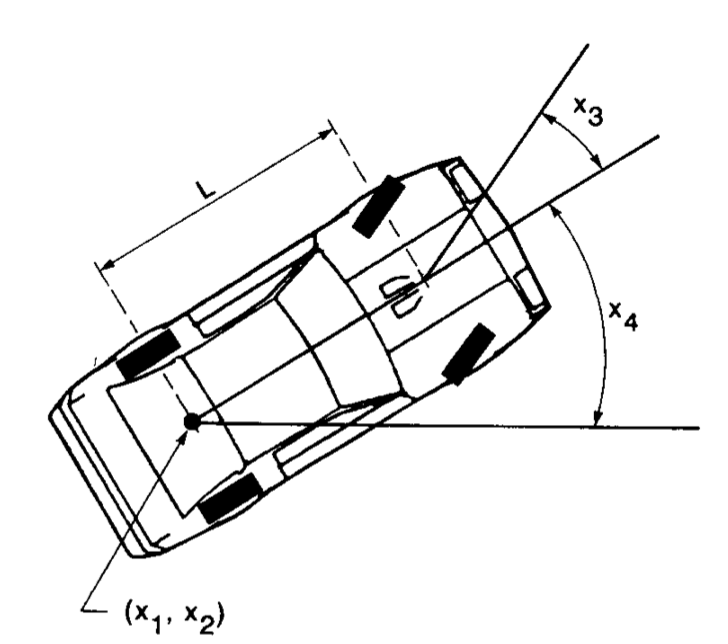 x₃
L
x₄
(x₁, x₂)